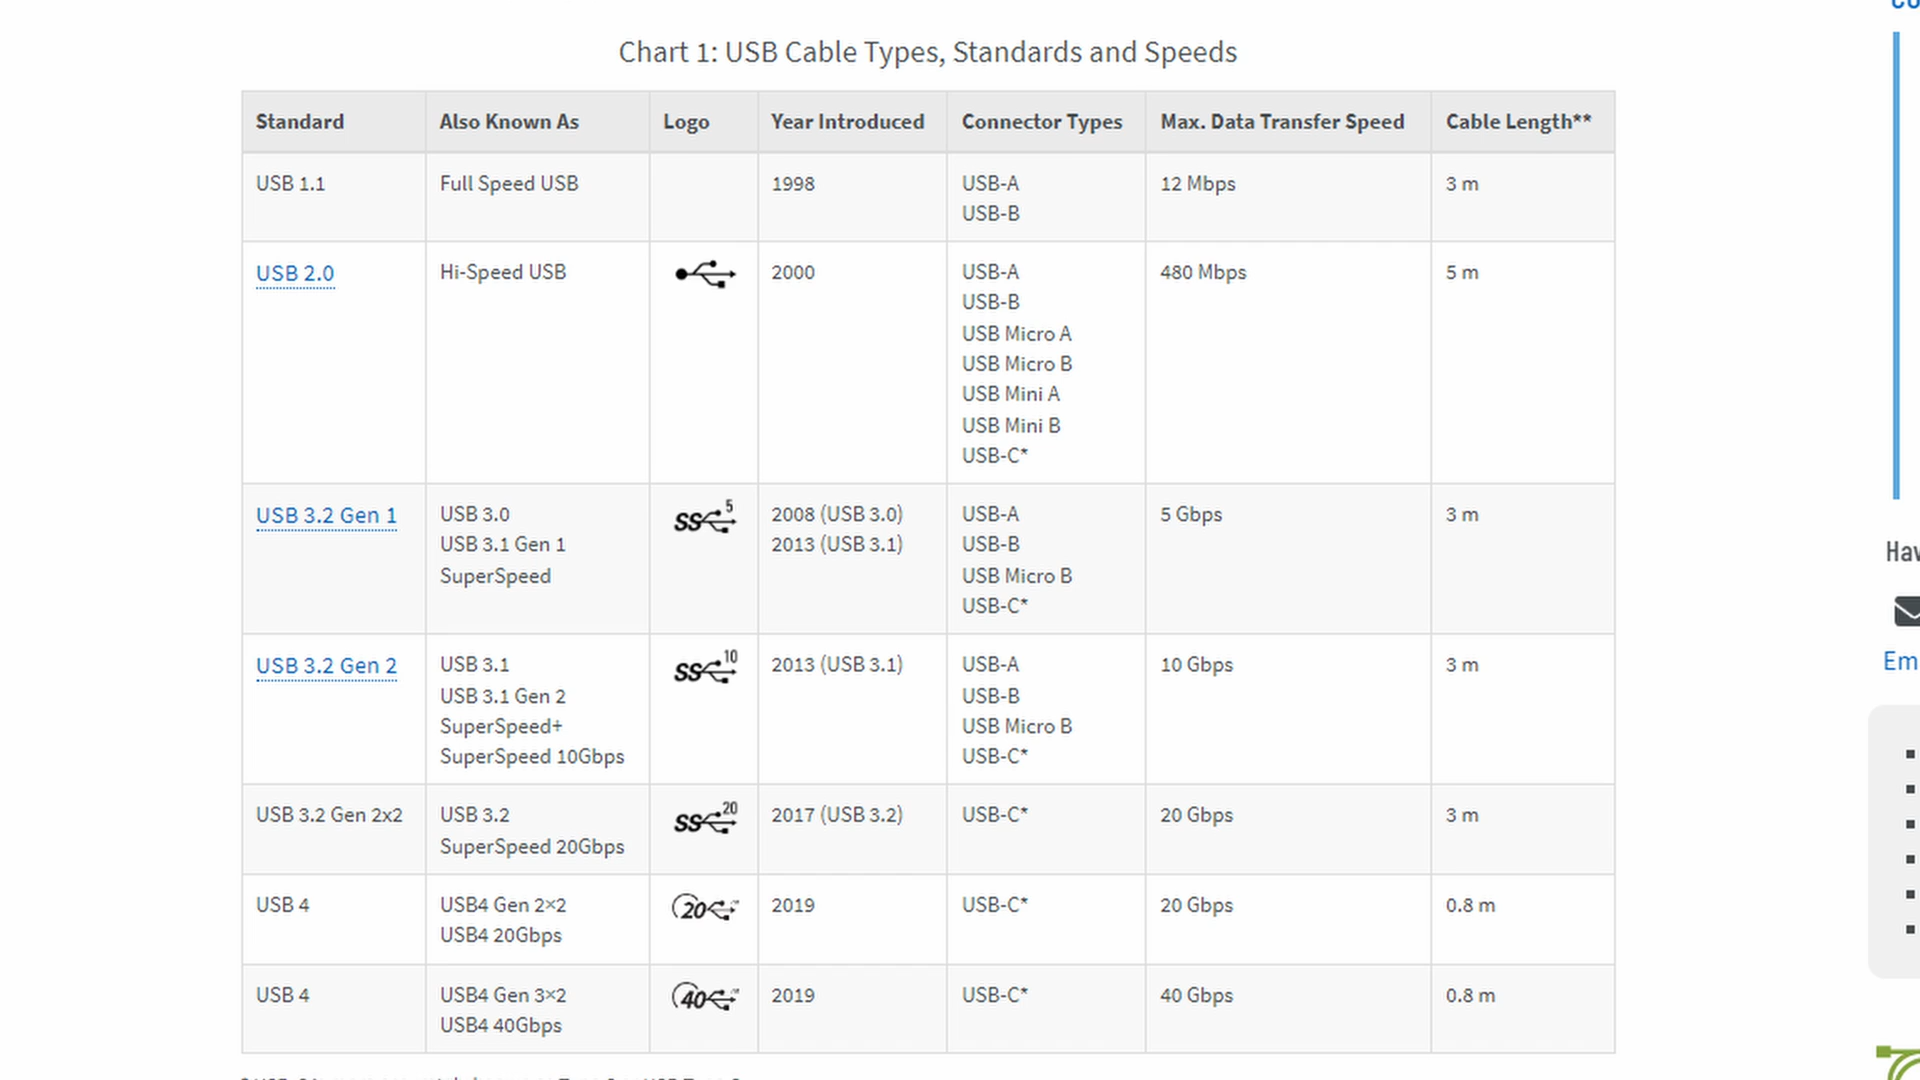 Chart 1: USB Cable Types, Standards and Speeds
Standard Also Known As Logo Year Introduced Connector Types Max. Data Transfer Speed Cable Length**
USB 1.1 Full Speed USB 1998 USB-A 12 Mbps 3 m
USB-B
USB 2.0 Hi-Speed USB 2000 USB-A 480 Mbps 5 m
USB-B
USB Micro A
USB Micro B
USB Mini A
USB Mini B
USB-C*
USB 3.2 Gen 1 USB 3.0 SS 5 2008 (USB 3.0) USB-A 5 Gbps 3 m
USB 3.1 Gen 1 2013 (USB 3.1) USB-B
SuperSpeed USB Micro B
USB-C*
USB 3.2 Gen 2 USB 3.1 SS 10 2013 (USB 3.1) USB-A 10 Gbps 3 m
USB 3.1 Gen 2 USB-B
SuperSpeed+ USB Micro B
SuperSpeed 10Gbps USB-C*
USB 3.2 Gen 2x2 USB 3.2 SS 20 2017 (USB 3.2) USB-C* 20 Gbps 3 m
SuperSpeed 20Gbps
USB 4 USB4 Gen 2×2 20 2019 USB-C* 20 Gbps 0.8 m
USB4 20Gbps
USB 4 USB4 Gen 3×2 40 2019 USB-C* 40 Gbps 0.8 m
USB4 40Gbps